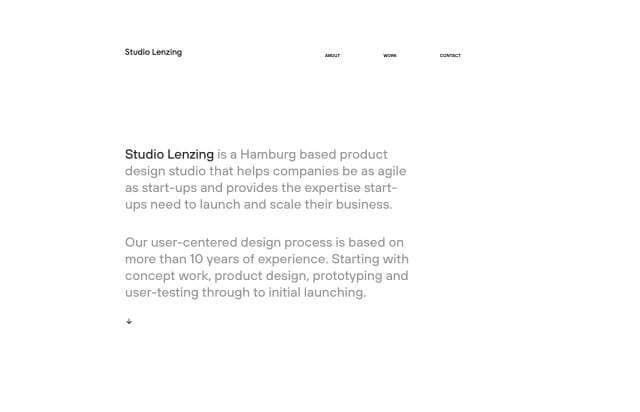 Studio Lenzing
ABOUT
WORK
CONTACT
Studio Lenzing is a Hamburg based product
design studio that helps companies be as agile
as start-ups and provides the expertise start-
ups need to launch and scale their business.
Our user-centered design process is based on
more than 10 years of experience. Starting with
concept work, product design, prototyping and
user-testing through to initial launching.